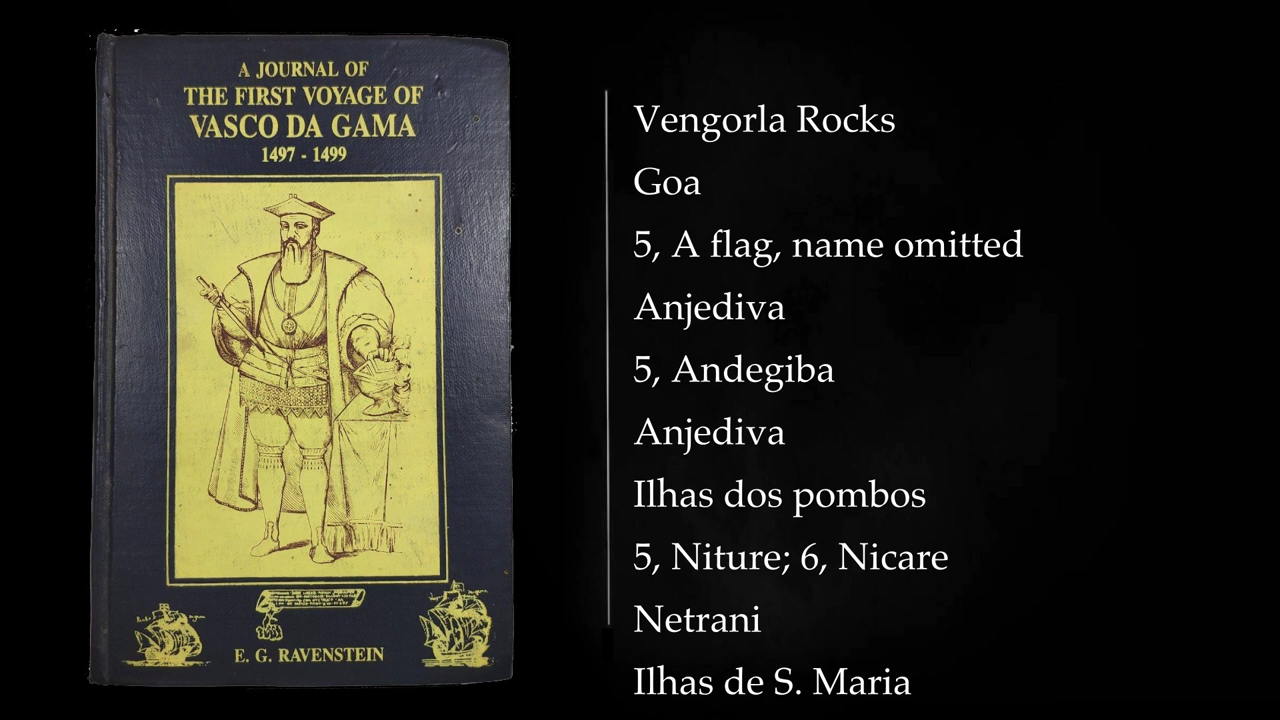 A JOURNAL OF
THE FIRST VOYAGE OF
VASCO DA GAMA
1497 - 1499
E. G. RAVENSTEIN
Vengorla Rocks
Goa
5, A flag, name omitted
Anjediva
5, Andegiba
Anjediva
Ilhas dos pombos
5, Niture; 6, Nicare
Netrani
Ilhas de S. Maria